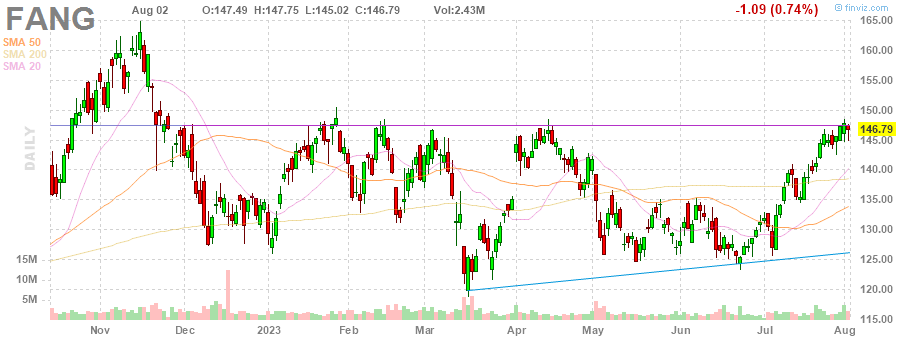 FANG
Aug 02
O:147.49 H:147.75 L:145.02 C:146.79 Vol:2.43M
-1.09 (0.74%)
@ finviz.com
SMA 50
SMA 200
SMA 20
DAILY
165.00
160.00
155.00
150.00
146.79
145.00
140.00
135.00
130.00
125.00
120.00
115.00
15M
10M
5M
Nov Dec 2023 Feb Mar Apr May Jun Jul Aug